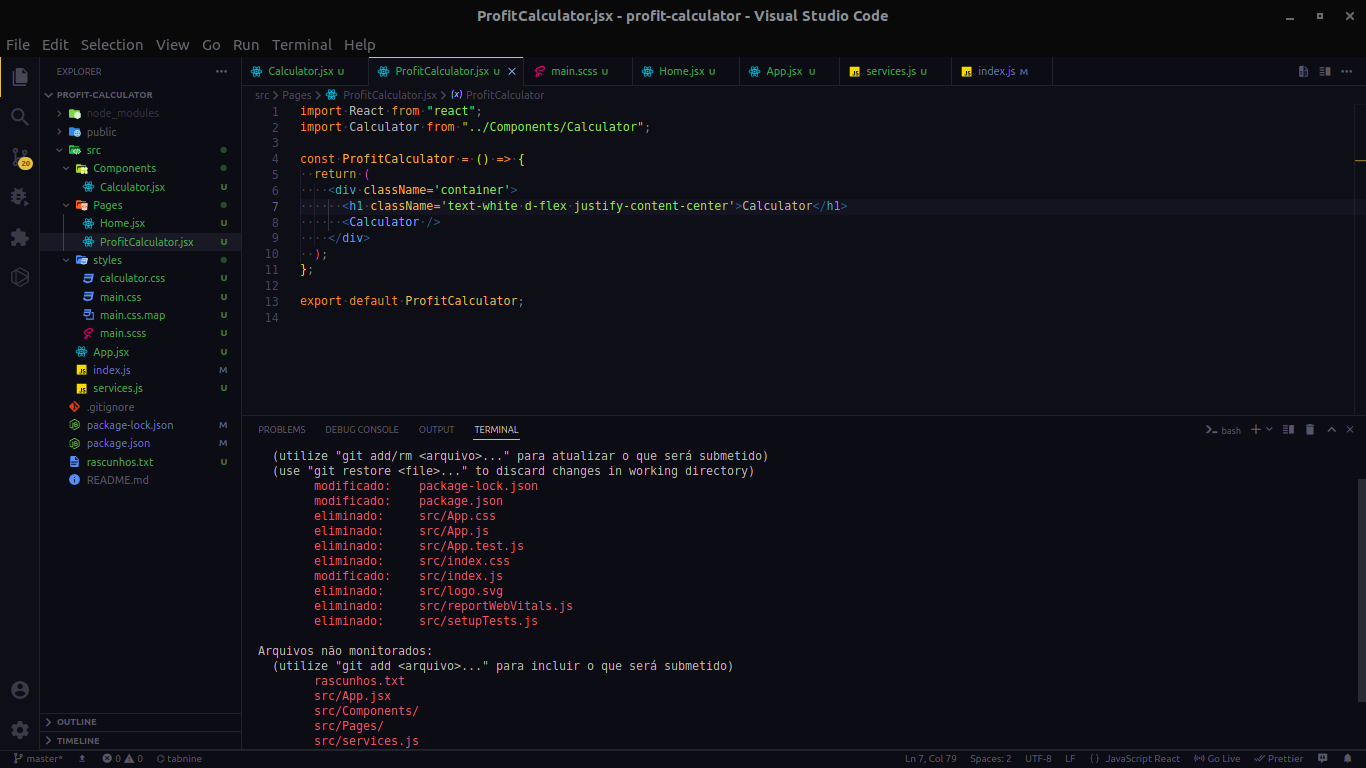 ProfitCalculator.jsx - profit-calculator - Visual Studio Code
File Edit Selection View Go Run Terminal Help
EXPLORER
PROFIT-CALCULATOR
node_modules
public
src
Components
Calculator.jsx U
Pages
Home.jsx U
ProfitCalculator.jsx U
styles
calculator.css U
main.css U
main.css.map U
main.scss U
App.jsx U
index.js M
services.js U
.gitignore
package-lock.json M
package.json M
rascunhos.txt U
README.md
OUTLINE
TIMELINE
20
Calculator.jsx U ProfitCalculator.jsx U main.scss U Home.jsx U App.jsx U services.js U index.js M
src > Pages > ProfitCalculator.jsx > ProfitCalculator
1 import React from "react";
2 import Calculator from "../Components/Calculator";
3
4 const ProfitCalculator = () => {
5 return (
6 <div className='container'>
7 <h1 className='text-white d-flex justify-content-center'>Calculator</h1>
8 <Calculator />
9 </div>
10 );
11 };
12
13 export default ProfitCalculator;
14
PROBLEMS DEBUG CONSOLE OUTPUT TERMINAL bash
(utilize "git add/rm <arquivo>..." para atualizar o que será submetido)
(use "git restore <file>..." to discard changes in working directory)
modificado: package-lock.json
modificado: package.json
eliminado: src/App.css
eliminado: src/App.js
eliminado: src/App.test.js
eliminado: src/index.css
modificado: src/index.js
eliminado: src/logo.svg
eliminado: src/reportWebVitals.js
eliminado: src/setupTests.js
Arquivos não monitorados:
(utilize "git add <arquivo>..." para incluir o que será submetido)
rascunhos.txt
src/App.jsx
src/Components/
src/Pages/
src/services.js
master* 0 0 tabnine Ln 7, Col 79 Spaces: 2 UTF-8 LF JavaScript React Go Live Prettier